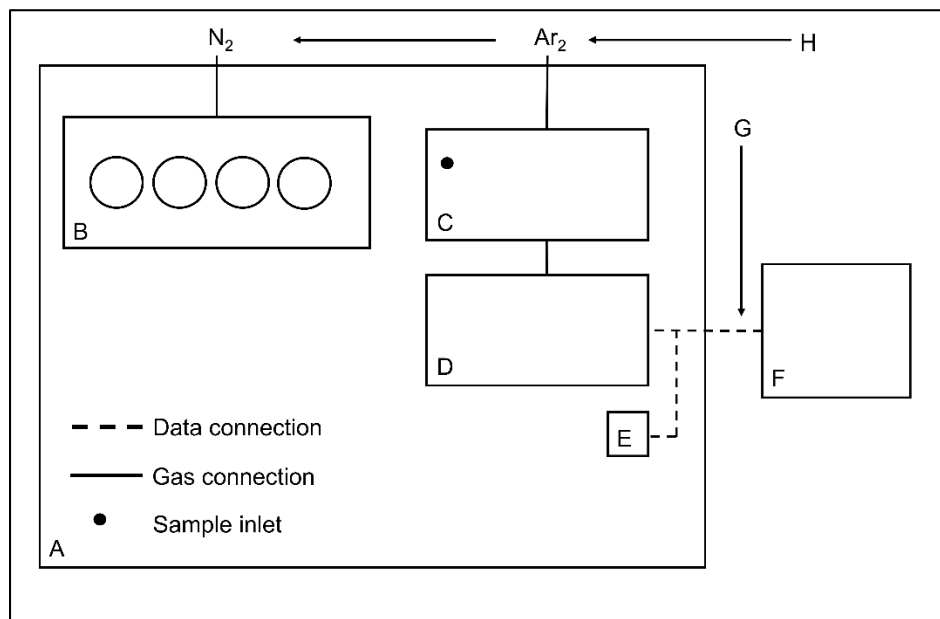 N₂ Ar₂ H
G
B
C
D
F
E
Data connection
Gas connection
Sample inlet
A